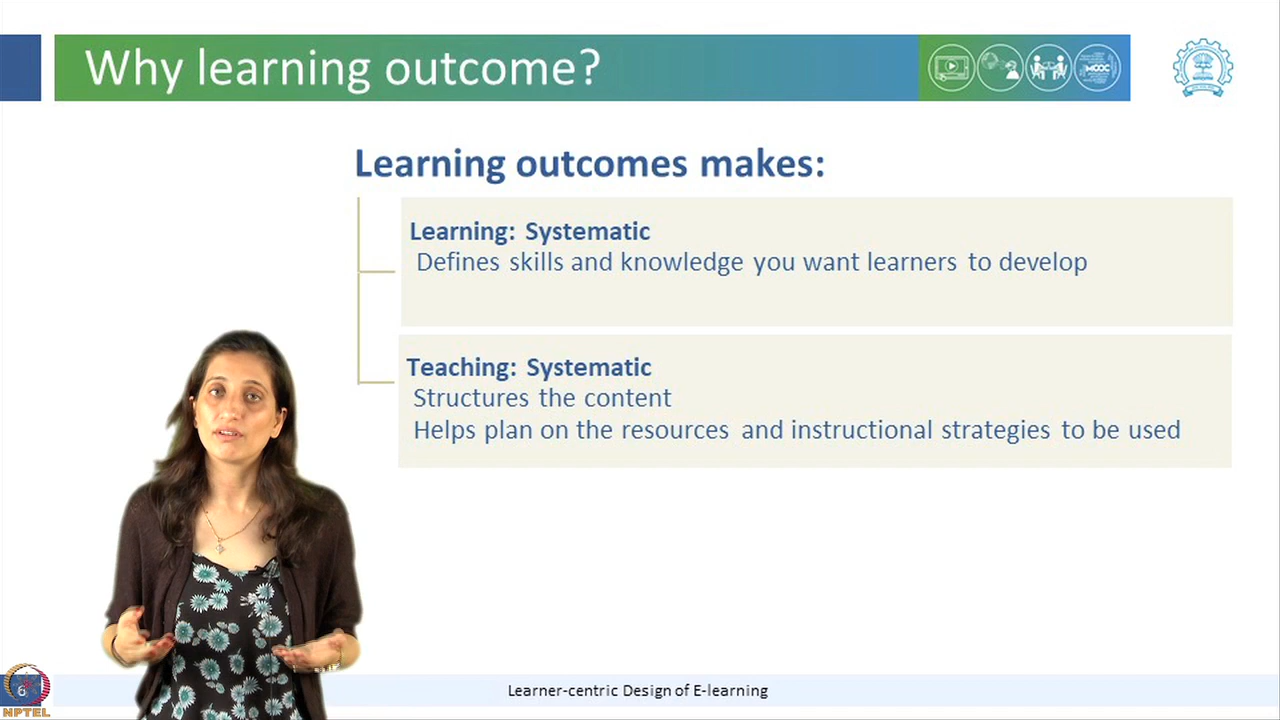 Why learning outcome?
MOOC
Learning outcomes makes:
Learning: Systematic
Defines skills and knowledge you want learners to develop
Teaching: Systematic
Structures the content
Helps plan on the resources and instructional strategies to be used
6
NPTEL
Learner-centric Design of E-learning